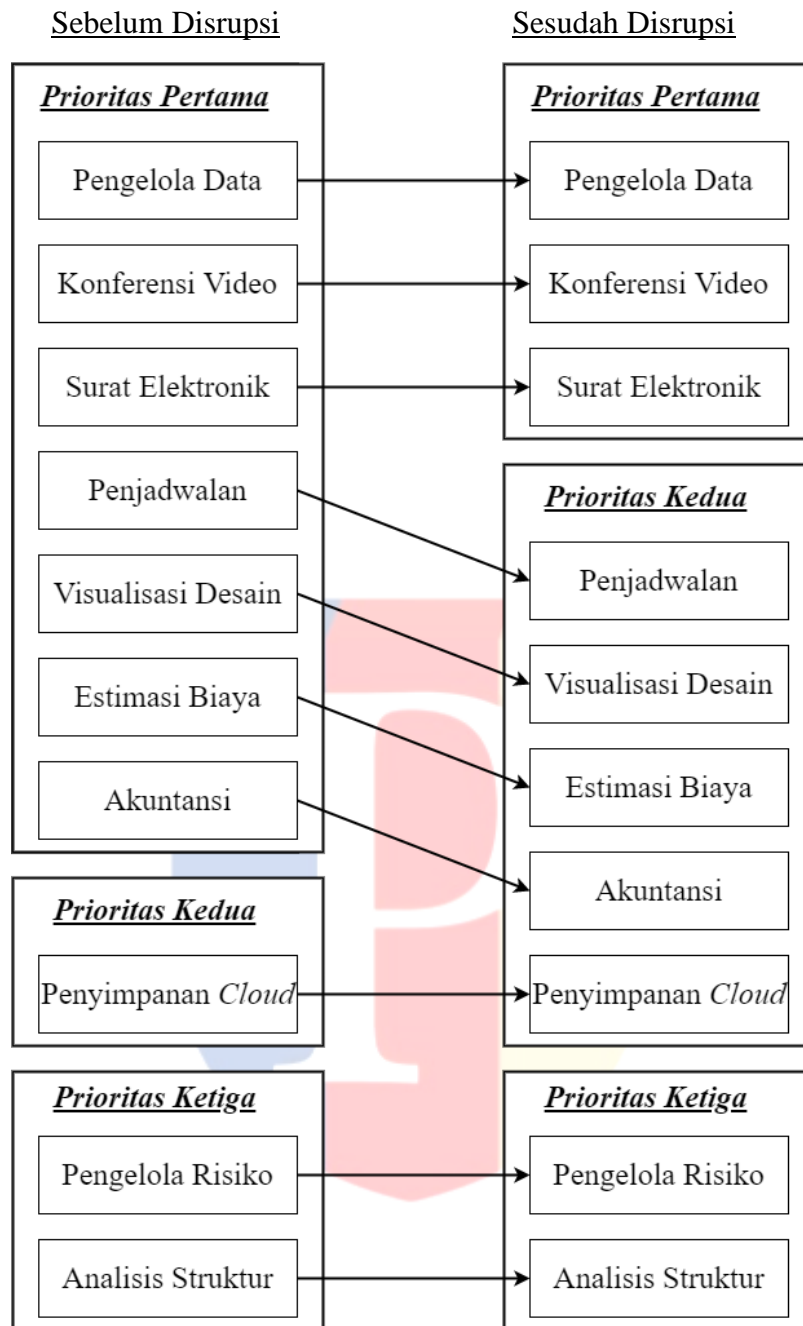 Sebelum Disrupsi
Prioritas Pertama
Pengelola Data
Konferensi Video
Surat Elektronik
Penjadwalan
Visualisasi Desain
Estimasi Biaya
Akuntansi
Prioritas Kedua
Penyimpanan Cloud
Prioritas Ketiga
Pengelola Risiko
Analisis Struktur
Sesudah Disrupsi
Prioritas Pertama
Pengelola Data
Konferensi Video
Surat Elektronik
Prioritas Kedua
Penjadwalan
Visualisasi Desain
Estimasi Biaya
Akuntansi
Penyimpanan Cloud
Prioritas Ketiga
Pengelola Risiko
Analisis Struktur